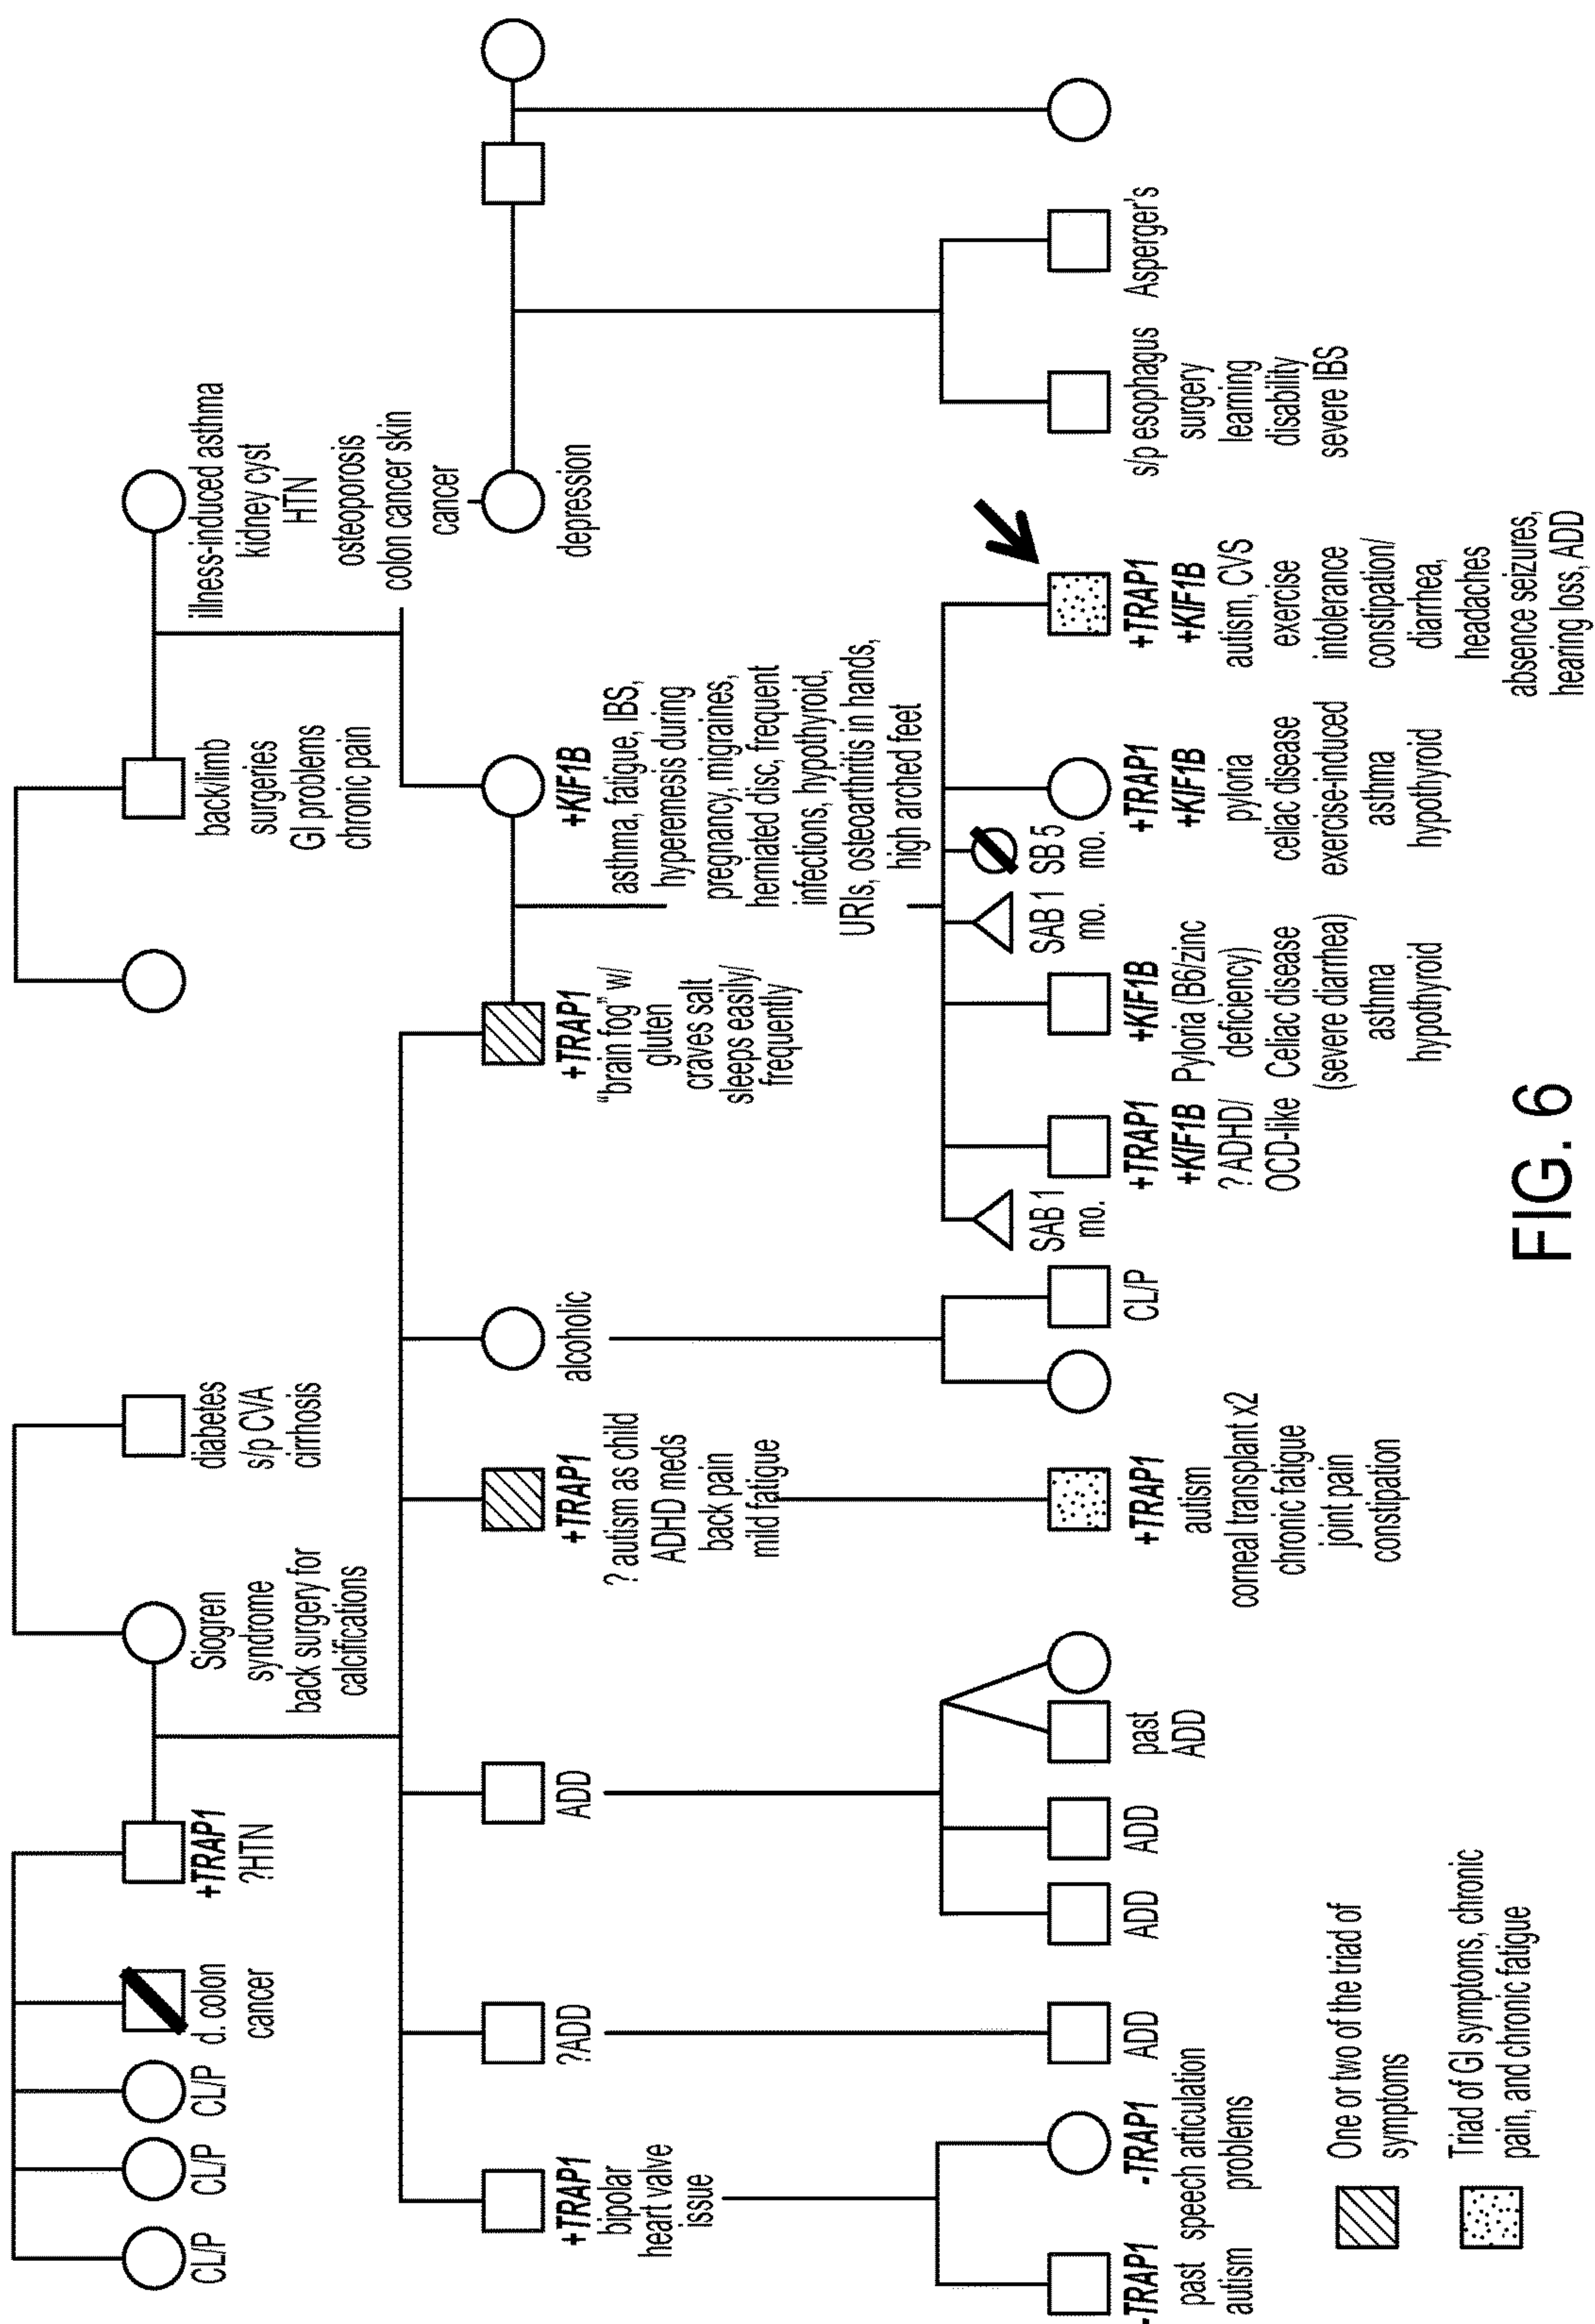 CL/P
CL/P
CL/P
d. colon
cancer
+TRAP1
?HTN
Siogren
syndrome
back surgery for
calcifications
diabetes
s/p CVA
cirrhosis
back/limb
surgeries
GI problems
chronic pain
illness-induced asthma
kidney cyst
HTN
osteoporosis
colon cancer skin
cancer
+TRAP1
bipolar
heart valve
issue
?ADD
ADD
+TRAP1
? autism as child
ADHD meds
back pain
mild fatigue
alcoholic
+TRAP1
“brain fog” w/
gluten
craves salt
sleeps easily/
frequently
+KIF1B
asthma, fatigue, IBS,
hyperemesis during
pregnancy, migraines,
herniated disc, frequent
infections, hypothyroid,
URIs, osteoarthritis in hands,
high arched feet
depression
-TRAP1
past
autism
-TRAP1
speech articulation
problems
ADD
ADD
ADD
past
ADD
+TRAP1
autism
corneal transplant x2
chronic fatigue
joint pain
constipation
CL/P
SAB 1
mo.
+TRAP1
+KIF1B
? ADHD/
OCD-like
+KIF1B
Pyloria (B6/zinc
deficiency)
Celiac disease
(severe diarrhea)
asthma
hypothyroid
SAB 1
mo.
SB 5
mo.
+TRAP1
+KIF1B
pyloria
celiac disease
exercise-induced
asthma
hypothyroid
+TRAP1
+KIF1B
autism, CVS
exercise
intolerance
constipation/
diarrhea,
headaches
absence seizures,
hearing loss, ADD
s/p esophagus
surgery
learning
disability
severe IBS
Asperger's
One or two of the triad of
symptoms
Triad of GI symptoms, chronic
pain, and chronic fatigue
FIG. 6